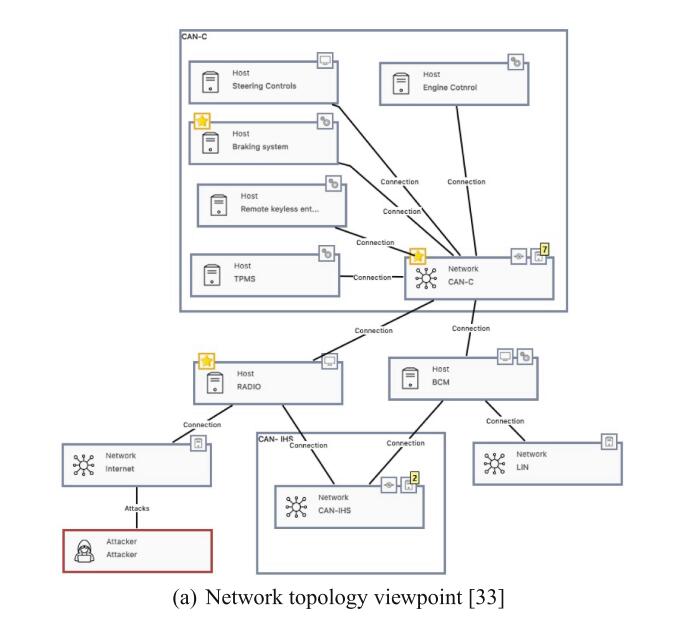 CAN-C
Host
Steering Controls
Host
Engine Cotnrol
Host
Braking system
Connection
Connection
Connection
Host
Remote keyless ent...
Connection
7
Host
TPMS
Connection
Network
CAN-C
Connection
Connection
Host
RADIO
Host
BCM
Connection
CAN- IHS
Connection
Connection
Connection
Network
Internet
Network
LIN
2
Network
CAN-IHS
Attacks
Attacker
Attacker
(a) Network topology viewpoint [33]